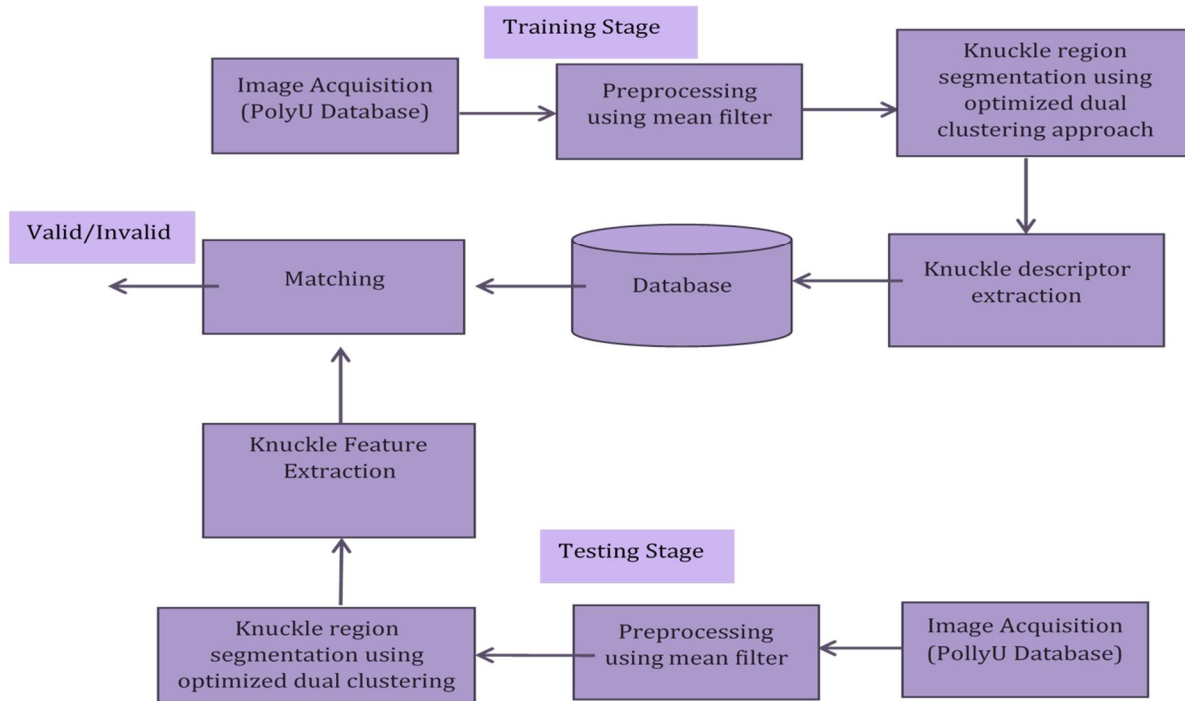 Training Stage
Image Acquisition
(PolyU Database)
Preprocessing
using mean filter
Knuckle region
segmentation using
optimized dual
clustering approach
Valid/Invalid
Matching
Database
Knuckle descriptor
extraction
Knuckle Feature
Extraction
Testing Stage
Knuckle region
segmentation using
optimized dual clustering
Preprocessing
using mean filter
Image Acquisition
(PollyU Database)